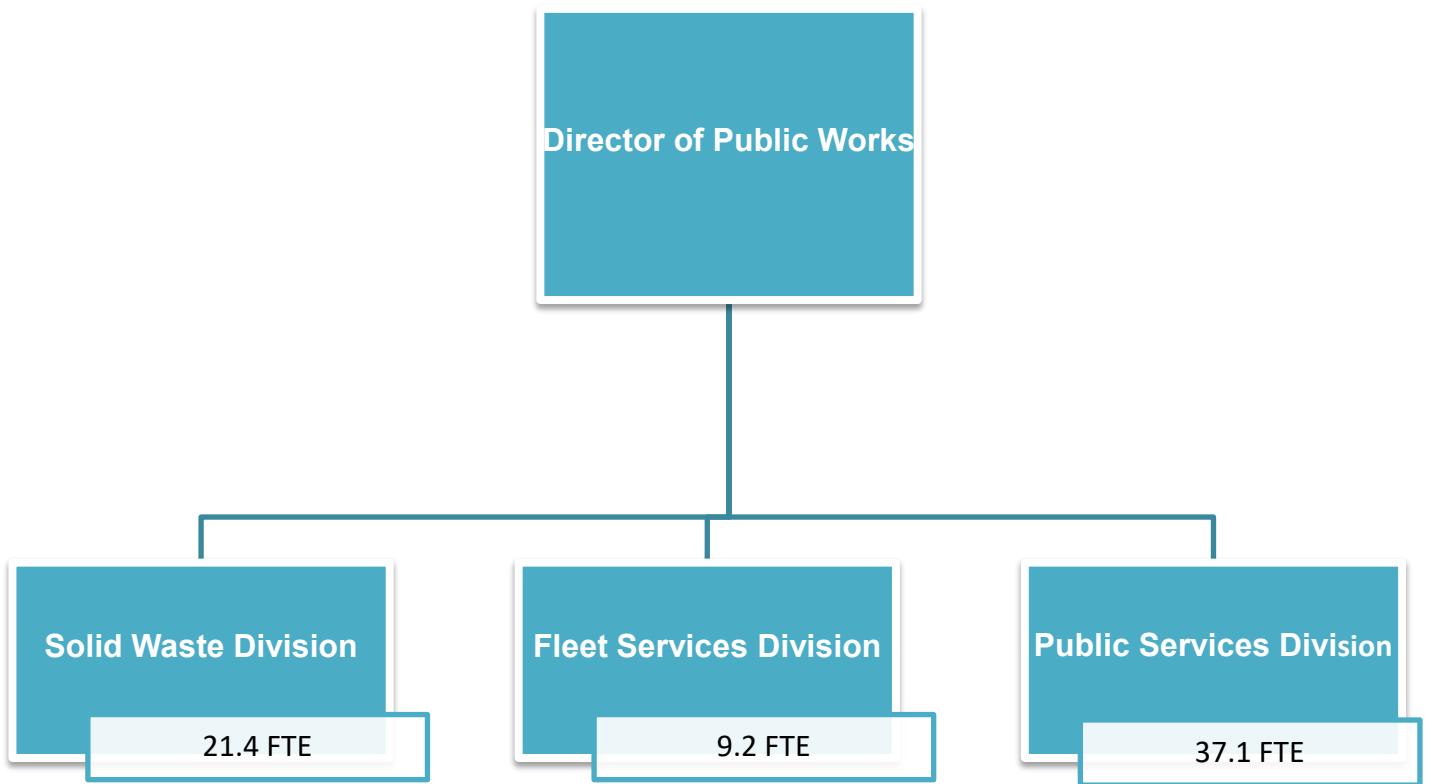 Director of Public Works
Solid Waste Division
21.4 FTE
Fleet Services Division
9.2 FTE
Public Services Division
37.1 FTE